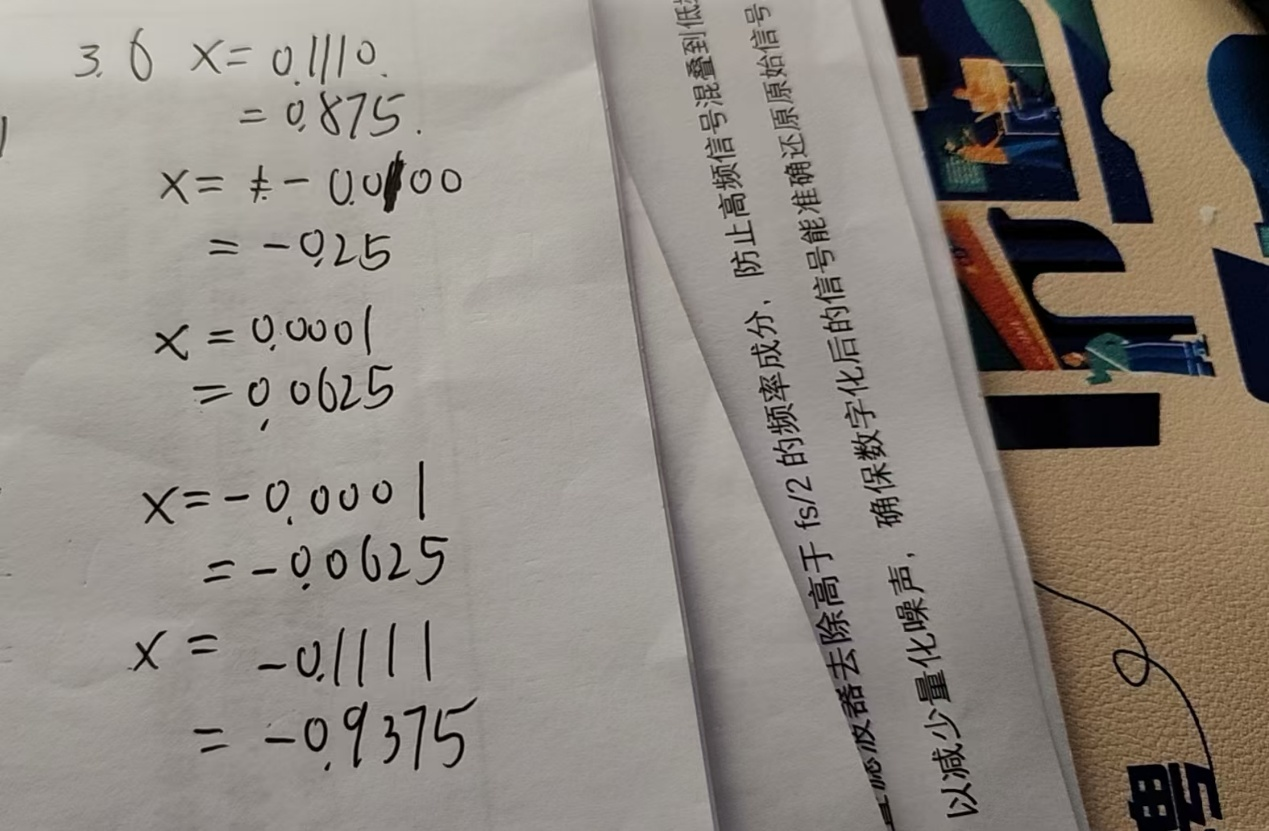 3.6 x = 0.1110.
= 0.875.
x = ± - 0.0100
= -0.25
x = 0.0001
= 0.0625
x = -0.0001
= -0.0625
x = -0.1111
= -0.9375
滤波器去除高于 fs/2 的频率成分，防止高频信号混叠到低
以减少量化噪声，确保数字化后的信号能准确还原原始信号
粤